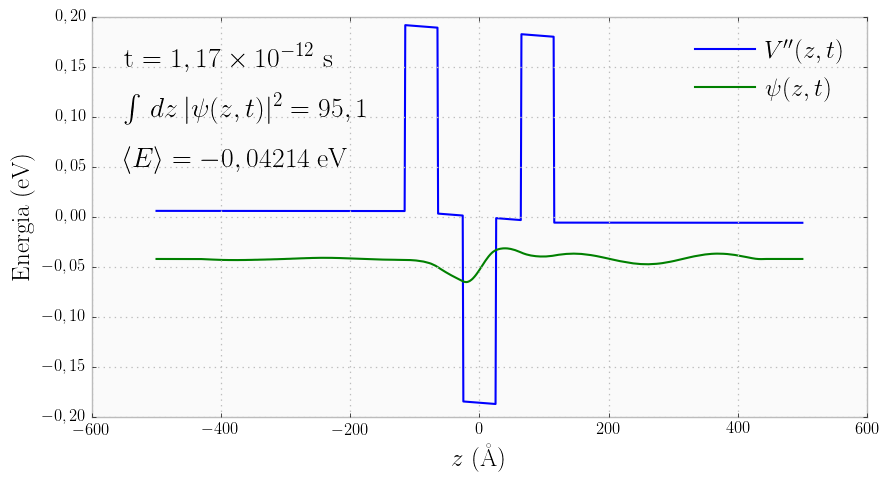 0,20
0,15
0,10
0,05
0,00
−0,05
−0,10
−0,15
−0,20
Energia (eV)
t = 1,17 × 10⁻¹² s
∫ dz |ψ(z, t)|² = 95,1
⟨E⟩ = −0,04214 eV
V′′(z, t)
ψ(z, t)
−600 −400 −200 0 200 400 600
z (Å)